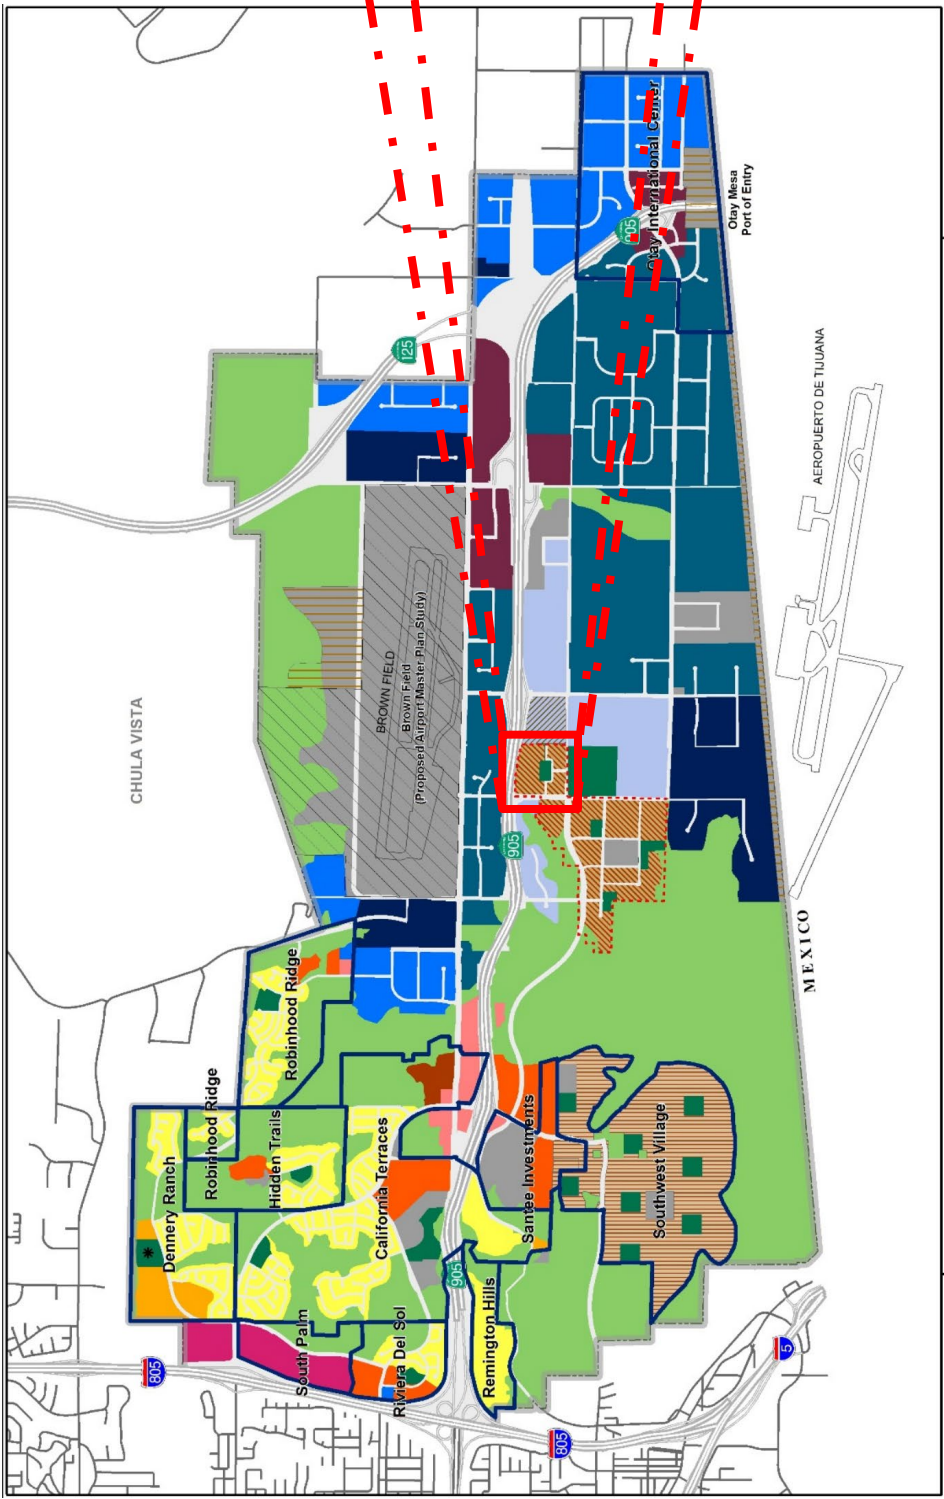 CHULA VISTA
125
BROWN FIELD
Brown Field
(Proposed Airport Master Plan Study)
905
Otay International Center
Otay Mesa
Port of Entry
AEROPUERTO DE TIJUANA
905
MEXICO
Robinhood Ridge
Robinhood Ridge
Hidden Trails
Dennery Ranch
California Terraces
Santee Investments
Southwest Village
South Palm
Riviera Del Sol
905
Remington Hills
805
805
5